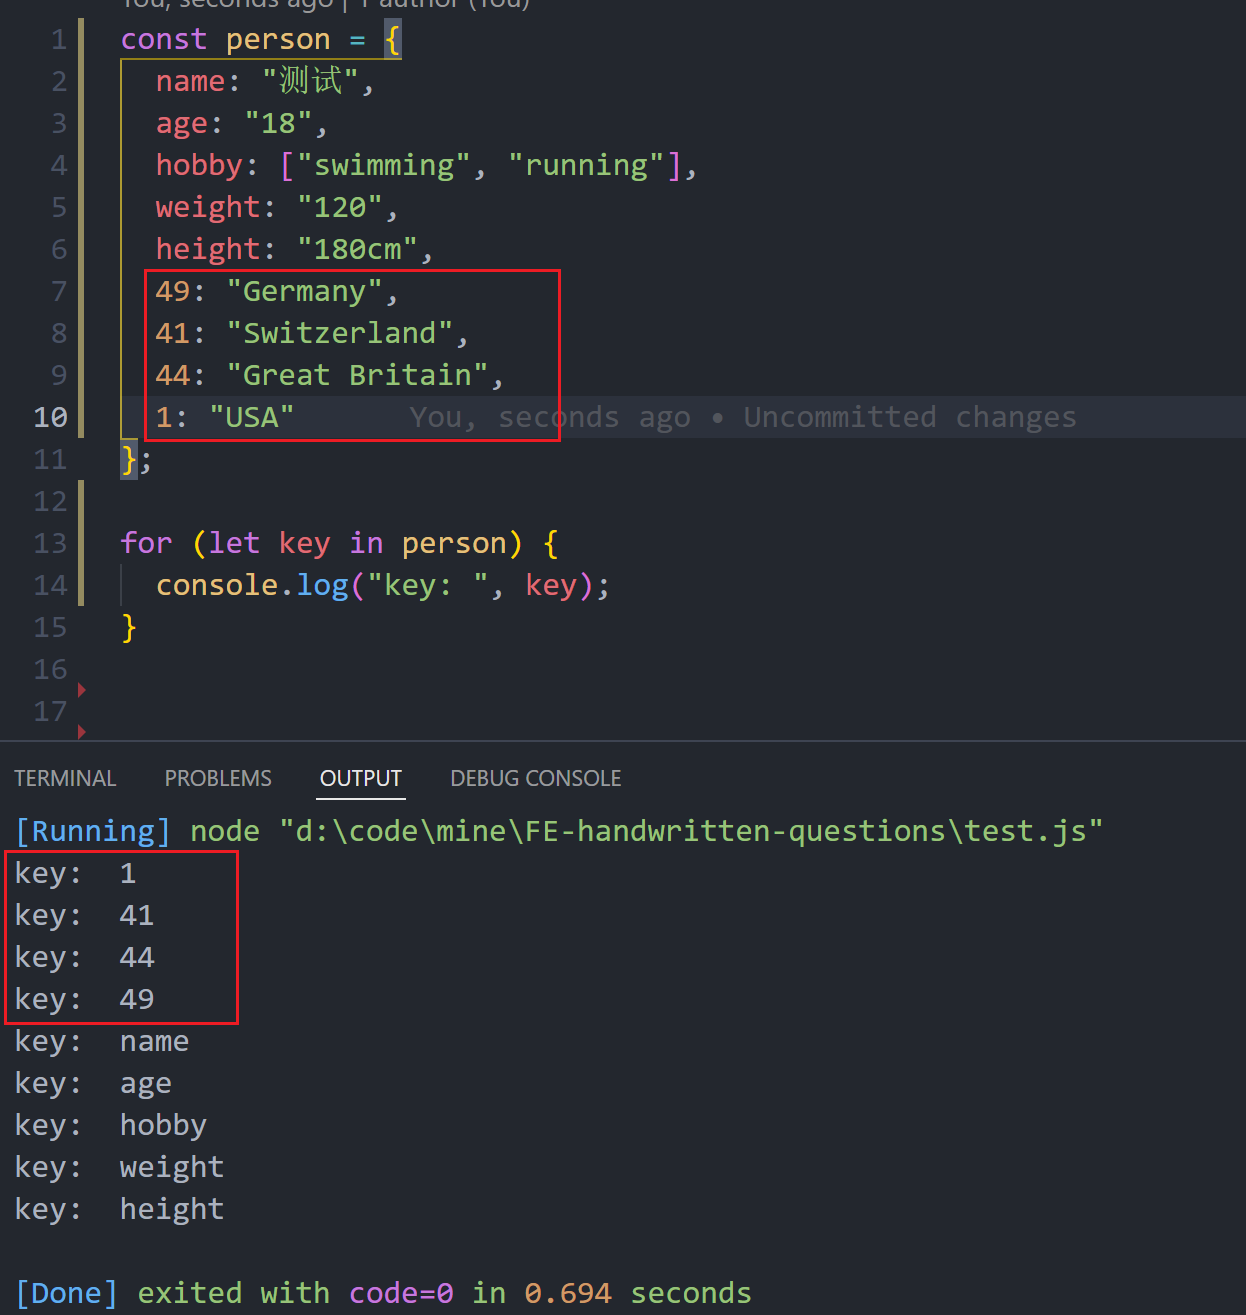 You, seconds ago | 1 author (You)
1 const person = {
2 name: "测试",
3 age: "18",
4 hobby: ["swimming", "running"],
5 weight: "120",
6 height: "180cm",
7 49: "Germany",
8 41: "Switzerland",
9 44: "Great Britain",
10 1: "USA" You, seconds ago • Uncommitted changes
11 };
12
13 for (let key in person) {
14 console.log("key: ", key);
15 }
16
17
TERMINAL PROBLEMS OUTPUT DEBUG CONSOLE
[Running] node "d:\code\mine\FE-handwritten-questions\test.js"
key:  1
key:  41
key:  44
key:  49
key:  name
key:  age
key:  hobby
key:  weight
key:  height
[Done] exited with code=0 in 0.694 seconds